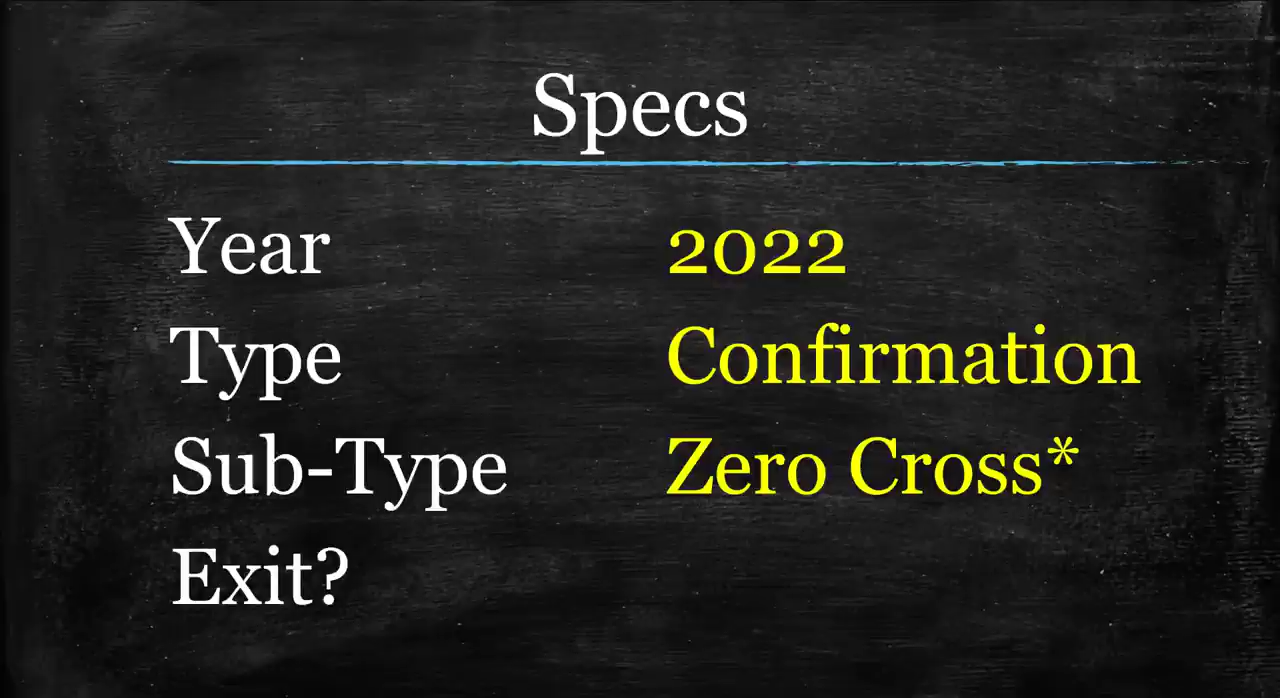 Specs
Year 2022
Type Confirmation
Sub-Type Zero Cross*
Exit?